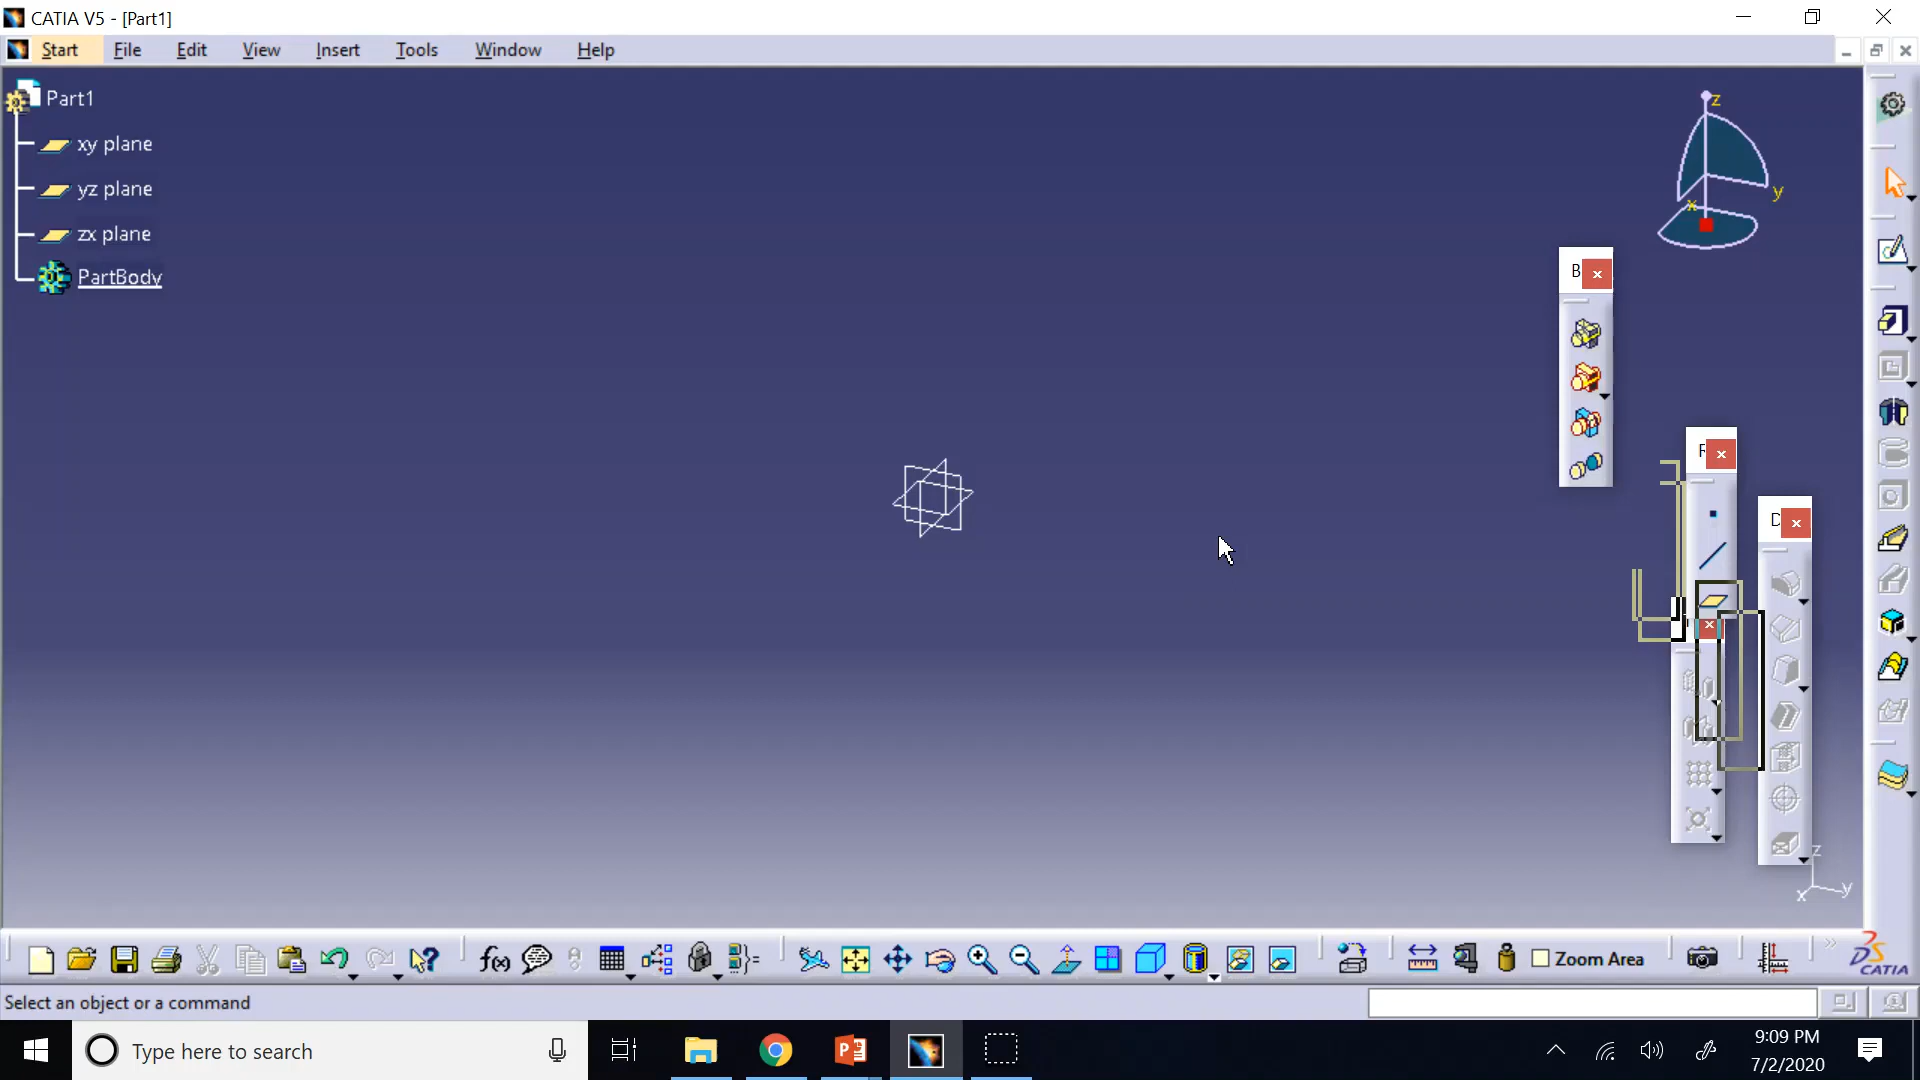 CATIA V5 - [Part1]
Start File Edit View Insert Tools Window Help
Part1
xy plane
yz plane
zx plane
PartBody
z
y
x
B
R
D
z
x y
f(x)
Zoom Area
CATIA
Select an object or a command
Type here to search
9:09 PM
7/2/2020